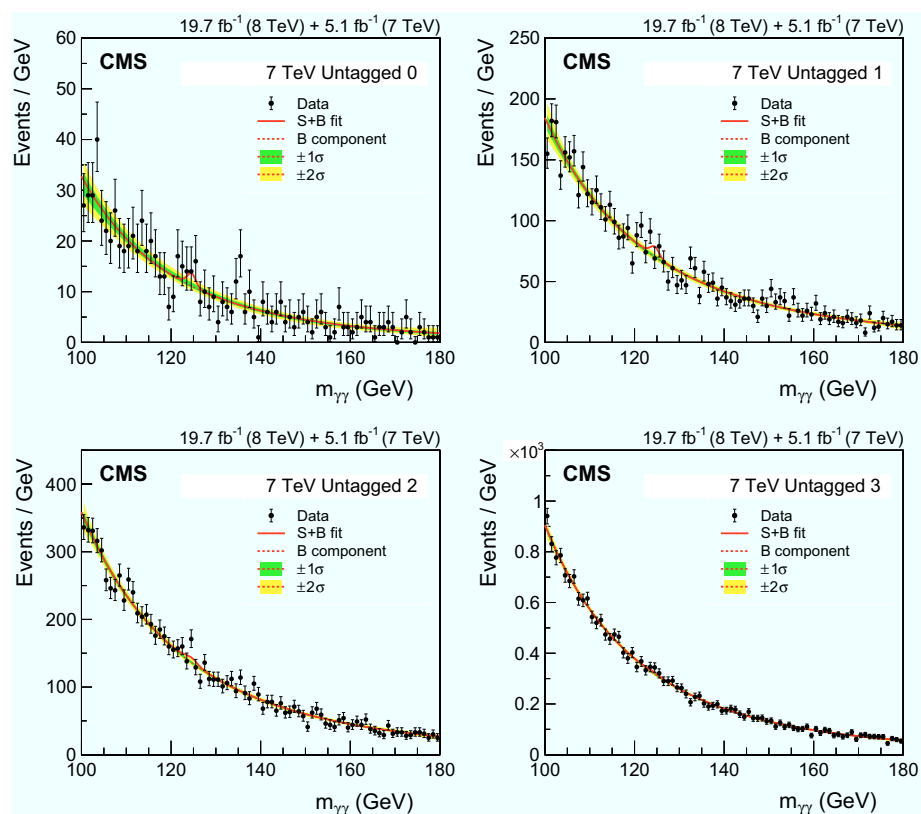 19.7 fb⁻¹ (8 TeV) + 5.1 fb⁻¹ (7 TeV)
CMS
7 TeV Untagged 0
Data
S+B fit
B component
±1σ
±2σ
Events / GeV
60
50
40
30
20
10
0
100 120 140 160 180
mγγ (GeV)
19.7 fb⁻¹ (8 TeV) + 5.1 fb⁻¹ (7 TeV)
CMS
7 TeV Untagged 1
Data
S+B fit
B component
±1σ
±2σ
Events / GeV
250
200
150
100
50
0
100 120 140 160 180
mγγ (GeV)
19.7 fb⁻¹ (8 TeV) + 5.1 fb⁻¹ (7 TeV)
CMS
7 TeV Untagged 2
Data
S+B fit
B component
±1σ
±2σ
Events / GeV
400
300
200
100
0
100 120 140 160 180
mγγ (GeV)
19.7 fb⁻¹ (8 TeV) + 5.1 fb⁻¹ (7 TeV)
×10³
CMS
7 TeV Untagged 3
Data
S+B fit
B component
±1σ
±2σ
Events / GeV
1
0.8
0.6
0.4
0.2
0
100 120 140 160 180
mγγ (GeV)